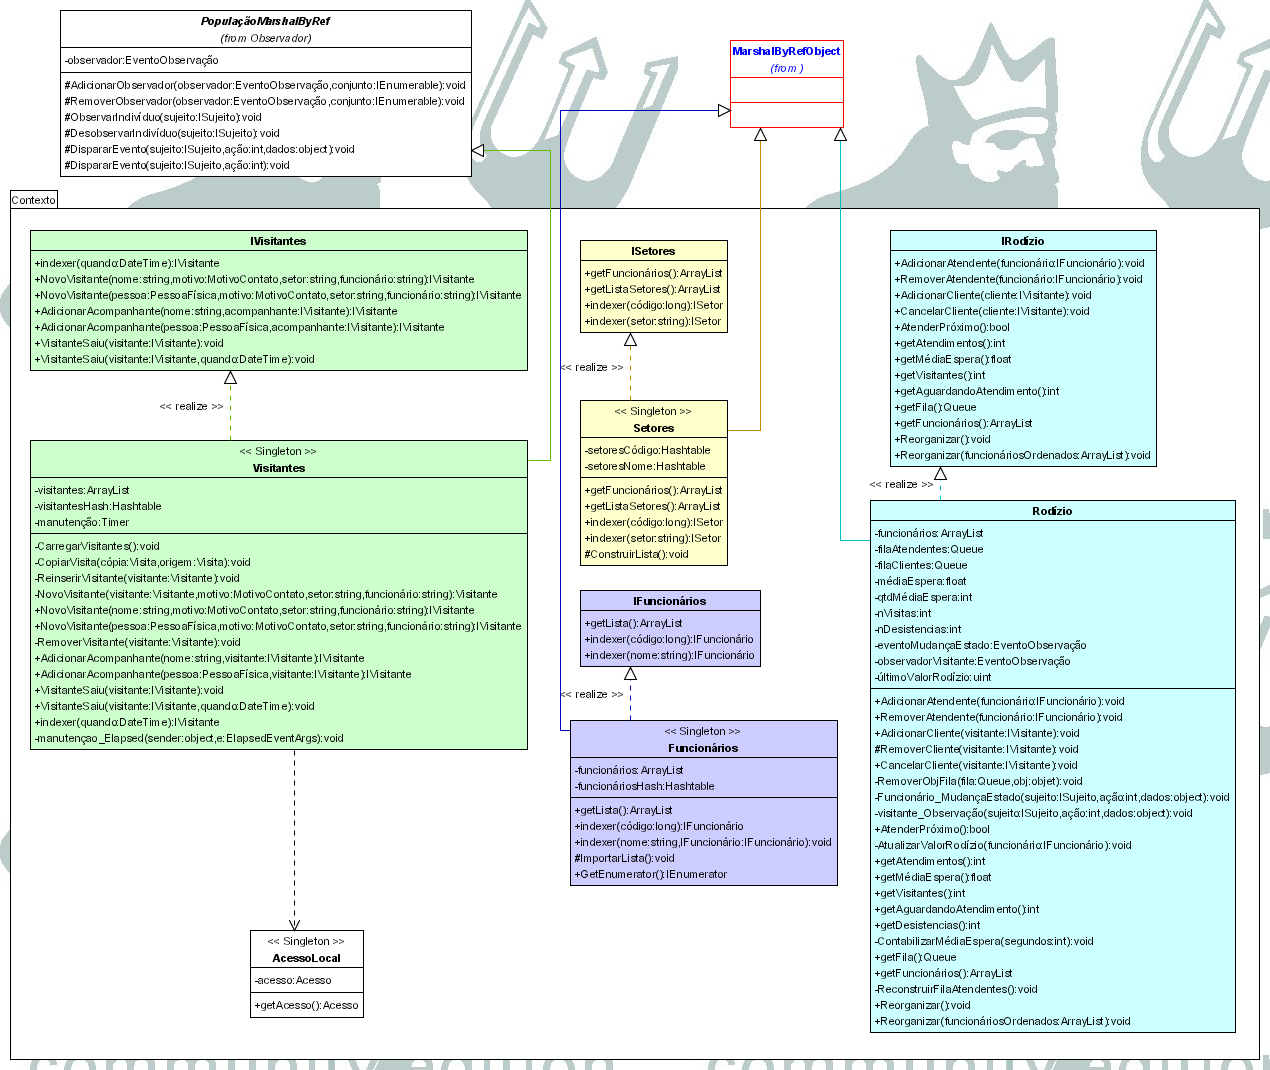 PopulaçãoMarshalByRef
(from Observador)
-observador:EventoObservação
#AdicionarObservador(observador:EventoObservação,conjunto:IEnumerable):void
#RemoverObservador(observador:EventoObservação,conjunto:IEnumerable):void
#ObservarIndivíduo(sujeito:ISujeito):void
#DesobservarIndivíduo(sujeito:ISujeito):void
#DispararEvento(sujeito:ISujeito,ação:int,dados:object):void
#DispararEvento(sujeito:ISujeito,ação:int):void
MarshalByRefObject
(from )
Contexto
IVisitantes
+indexer(quando:DateTime):IVisitante
+NovoVisitante(nome:string,motivo:MotivoContato,setor:string,funcionário:string):IVisitante
+NovoVisitante(pessoa:PessoaFísica,motivo:MotivoContato,setor:string,funcionário:string):IVisitante
+AdicionarAcompanhante(nome:string,acompanhante:IVisitante):IVisitante
+AdicionarAcompanhante(pessoa:PessoaFísica,acompanhante:IVisitante):IVisitante
+VisitanteSaiu(visitante:IVisitante):void
+VisitanteSaiu(visitante:IVisitante,quando:DateTime):void
<< realize >>
<< Singleton >>
Visitantes
-visitantes:ArrayList
-visitantesHash:Hashtable
-manutenção:Timer
-CarregarVisitantes():void
-CopiarVisita(cópia:Visita,origem:Visita):void
-ReinserirVisitante(visitante:Visitante):void
-NovoVisitante(visitante:Visitante,motivo:MotivoContato,setor:string,funcionário:string):Visitante
+NovoVisitante(nome:string,motivo:MotivoContato,setor:string,funcionário:string):IVisitante
+NovoVisitante(pessoa:PessoaFísica,motivo:MotivoContato,setor:string,funcionário:string):IVisitante
-RemoverVisitante(visitante:Visitante):void
+AdicionarAcompanhante(nome:string,visitante:IVisitante):IVisitante
+AdicionarAcompanhante(pessoa:PessoaFísica,visitante:IVisitante):IVisitante
+VisitanteSaiu(visitante:IVisitante):void
+VisitanteSaiu(visitante:IVisitante,quando:DateTime):void
+indexer(quando:DateTime):IVisitante
-manutençao_Elapsed(sender:object,e:ElapsedEventArgs):void
<< Singleton >>
AcessoLocal
-acesso:Acesso
+getAcesso():Acesso
ISetores
+getFuncionários():ArrayList
+getListaSetores():ArrayList
+indexer(código:long):ISetor
+indexer(setor:string):ISetor
<< realize >>
<< Singleton >>
Setores
-setoresCódigo:Hashtable
-setoresNome:Hashtable
+getFuncionários():ArrayList
+getListaSetores():ArrayList
+indexer(código:long):ISetor
+indexer(setor:string):ISetor
#ConstruirLista():void
IFuncionários
+getLista():ArrayList
+indexer(código:long):IFuncionário
+indexer(nome:string):IFuncionário
<< realize >>
<< Singleton >>
Funcionários
-funcionários:ArrayList
-funcionáriosHash:Hashtable
+getLista():ArrayList
+indexer(código:long):IFuncionário
+indexer(nome:string,IFuncionário:IFuncionário):void
#ImportarLista():void
+GetEnumerator():IEnumerator
IRodízio
+AdicionarAtendente(funcionário:IFuncionário):void
+RemoverAtendente(funcionário:IFuncionário):void
+AdicionarCliente(cliente:IVisitante):void
+CancelarCliente(cliente:IVisitante):void
+AtenderPróximo():bool
+getAtendimentos():int
+getMédiaEspera():float
+getVisitantes():int
+getAguardandoAtendimento():int
+getFila():Queue
+getFuncionários():ArrayList
+Reorganizar():void
+Reorganizar(funcionáriosOrdenados:ArrayList):void
<< realize >>
Rodízio
-funcionários:ArrayList
-filaAtendentes:Queue
-filaClientes:Queue
-médiaEspera:float
-qtdMédiaEspera:int
-nVisitas:int
-nDesistencias:int
-eventoMudançaEstado:EventoObservação
-observadorVisitante:EventoObservação
-últimoValorRodízio:uint
+AdicionarAtendente(funcionário:IFuncionário):void
+RemoverAtendente(funcionário:IFuncionário):void
+AdicionarCliente(visitante:IVisitante):void
#RemoverCliente(visitante:IVisitante):void
+CancelarCliente(visitante:IVisitante):void
-RemoverObjFila(fila:Queue,obj:objet):void
-Funcionário_MudançaEstado(sujeito:ISujeito,ação:int,dados:object):void
-visitante_Observação(sujeito:ISujeito,ação:int,dados:object):void
+AtenderPróximo():bool
-AtualizarValorRodízio(funcionário:IFuncionário):void
+getAtendimentos():int
+getMédiaEspera():float
+getVisitantes():int
+getAguardandoAtendimento():int
+getDesistencias():int
-ContabilizarMédiaEspera(segundos:int):void
+getFila():Queue
+getFuncionários():ArrayList
-ReconstruirFilaAtendentes():void
+Reorganizar():void
+Reorganizar(funcionáriosOrdenados:ArrayList):void